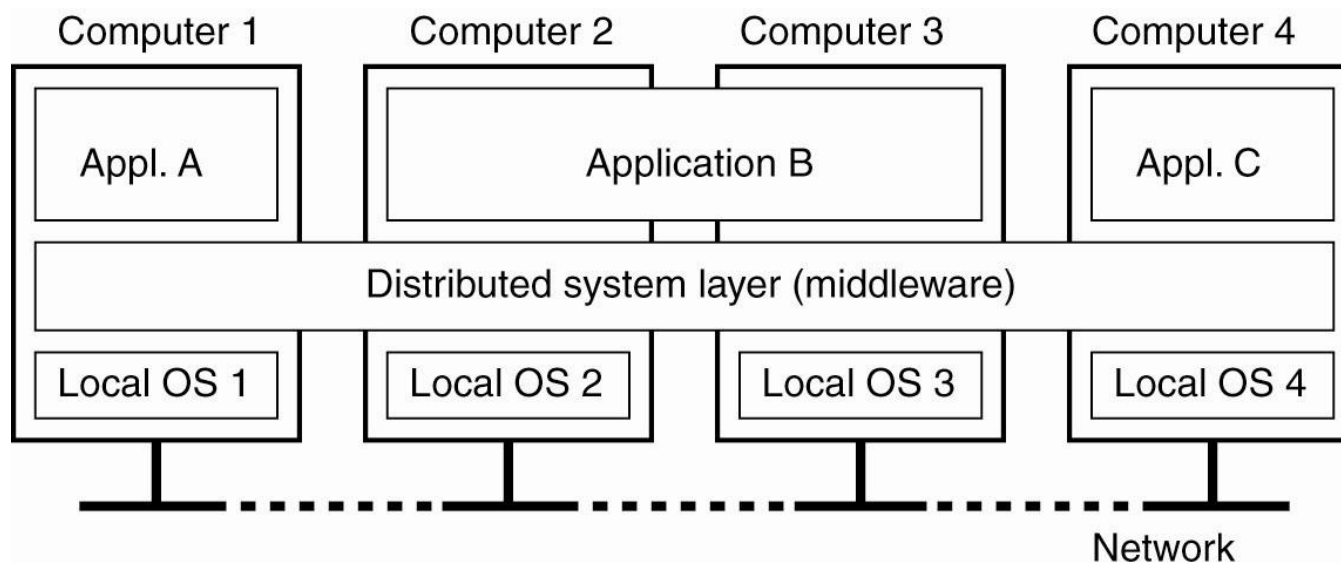 Computer 1
Computer 2
Computer 3
Computer 4
Appl. A
Application B
Appl. C
Distributed system layer (middleware)
Local OS 1
Local OS 2
Local OS 3
Local OS 4
Network